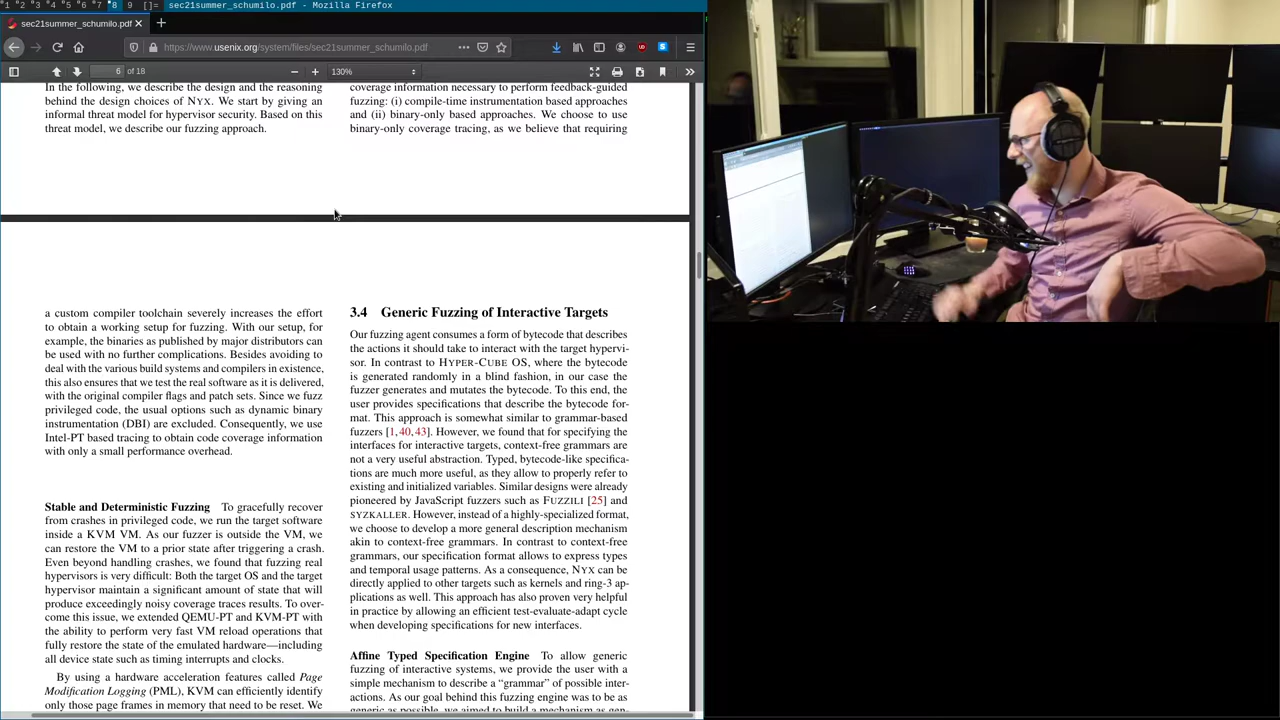 1 2 3 4 5 6 7 8 9 []= sec21summer_schumilo.pdf - Mozilla Firefox
sec21summer_schumilo.pdf
https://www.usenix.org/system/files/sec21summer_schumilo.pdf
6 of 18
130%
In the following, we describe the design and the reasoning
behind the design choices of NYX. We start by giving an
informal threat model for hypervisor security. Based on this
threat model, we describe our fuzzing approach.
coverage information necessary to perform feedback-guided
fuzzing: (i) compile-time instrumentation based approaches
and (ii) binary-only based approaches. We choose to use
binary-only coverage tracing, as we believe that requiring
a custom compiler toolchain severely increases the effort
to obtain a working setup for fuzzing. With our setup, for
example, the binaries as published by major distributors can
be used with no further complications. Besides avoiding to
deal with the various build systems and compilers in existence,
this also ensures that we test the real software as it is delivered,
with the original compiler flags and patch sets. Since we fuzz
privileged code, the usual options such as dynamic binary
instrumentation (DBI) are excluded. Consequently, we use
Intel-PT based tracing to obtain code coverage information
with only a small performance overhead.
Stable and Deterministic Fuzzing To gracefully recover
from crashes in privileged code, we run the target software
inside a KVM VM. As our fuzzer is outside the VM, we
can restore the VM to a prior state after triggering a crash.
Even beyond handling crashes, we found that fuzzing real
hypervisors is very difficult: Both the target OS and the target
hypervisor maintain a significant amount of state that will
produce exceedingly noisy coverage traces results. To over-
come this issue, we extended QEMU-PT and KVM-PT with
the ability to perform very fast VM reload operations that
fully restore the state of the emulated hardware—including
all device state such as timing interrupts and clocks.
By using a hardware acceleration features called Page
Modification Logging (PML), KVM can efficiently identify
only those page frames in memory that need to be reset. We
3.4 Generic Fuzzing of Interactive Targets
Our fuzzing agent consumes a form of bytecode that describes
the actions it should take to interact with the target hypervi-
sor. In contrast to HYPER-CUBE OS, where the bytecode
is generated randomly in a blind fashion, in our case the
fuzzer generates and mutates the bytecode. To this end, the
user provides specifications that describe the bytecode for-
mat. This approach is somewhat similar to grammar-based
fuzzers [1,40,43]. However, we found that for specifying the
interfaces for interactive targets, context-free grammars are
not a very useful abstraction. Typed, bytecode-like specifica-
tions are much more useful, as they allow to properly refer to
existing and initialized variables. Similar designs were already
pioneered by JavaScript fuzzers such as FUZZILI [25] and
SYZKALLER. However, instead of a highly-specialized format,
we choose to develop a more general description mechanism
akin to context-free grammars. In contrast to context-free
grammars, our specification format allows to express types
and temporal usage patterns. As a consequence, NYX can be
directly applied to other targets such as kernels and ring-3 ap-
plications as well. This approach has also proven very helpful
in practice by allowing an efficient test-evaluate-adapt cycle
when developing specifications for new interfaces.
Affine Typed Specification Engine To allow generic
fuzzing of interactive systems, we provide the user with a
simple mechanism to describe a “grammar” of possible inter-
actions. As our goal behind this fuzzing engine was to be as
generic as possible, we aimed to build a mechanism as gen-